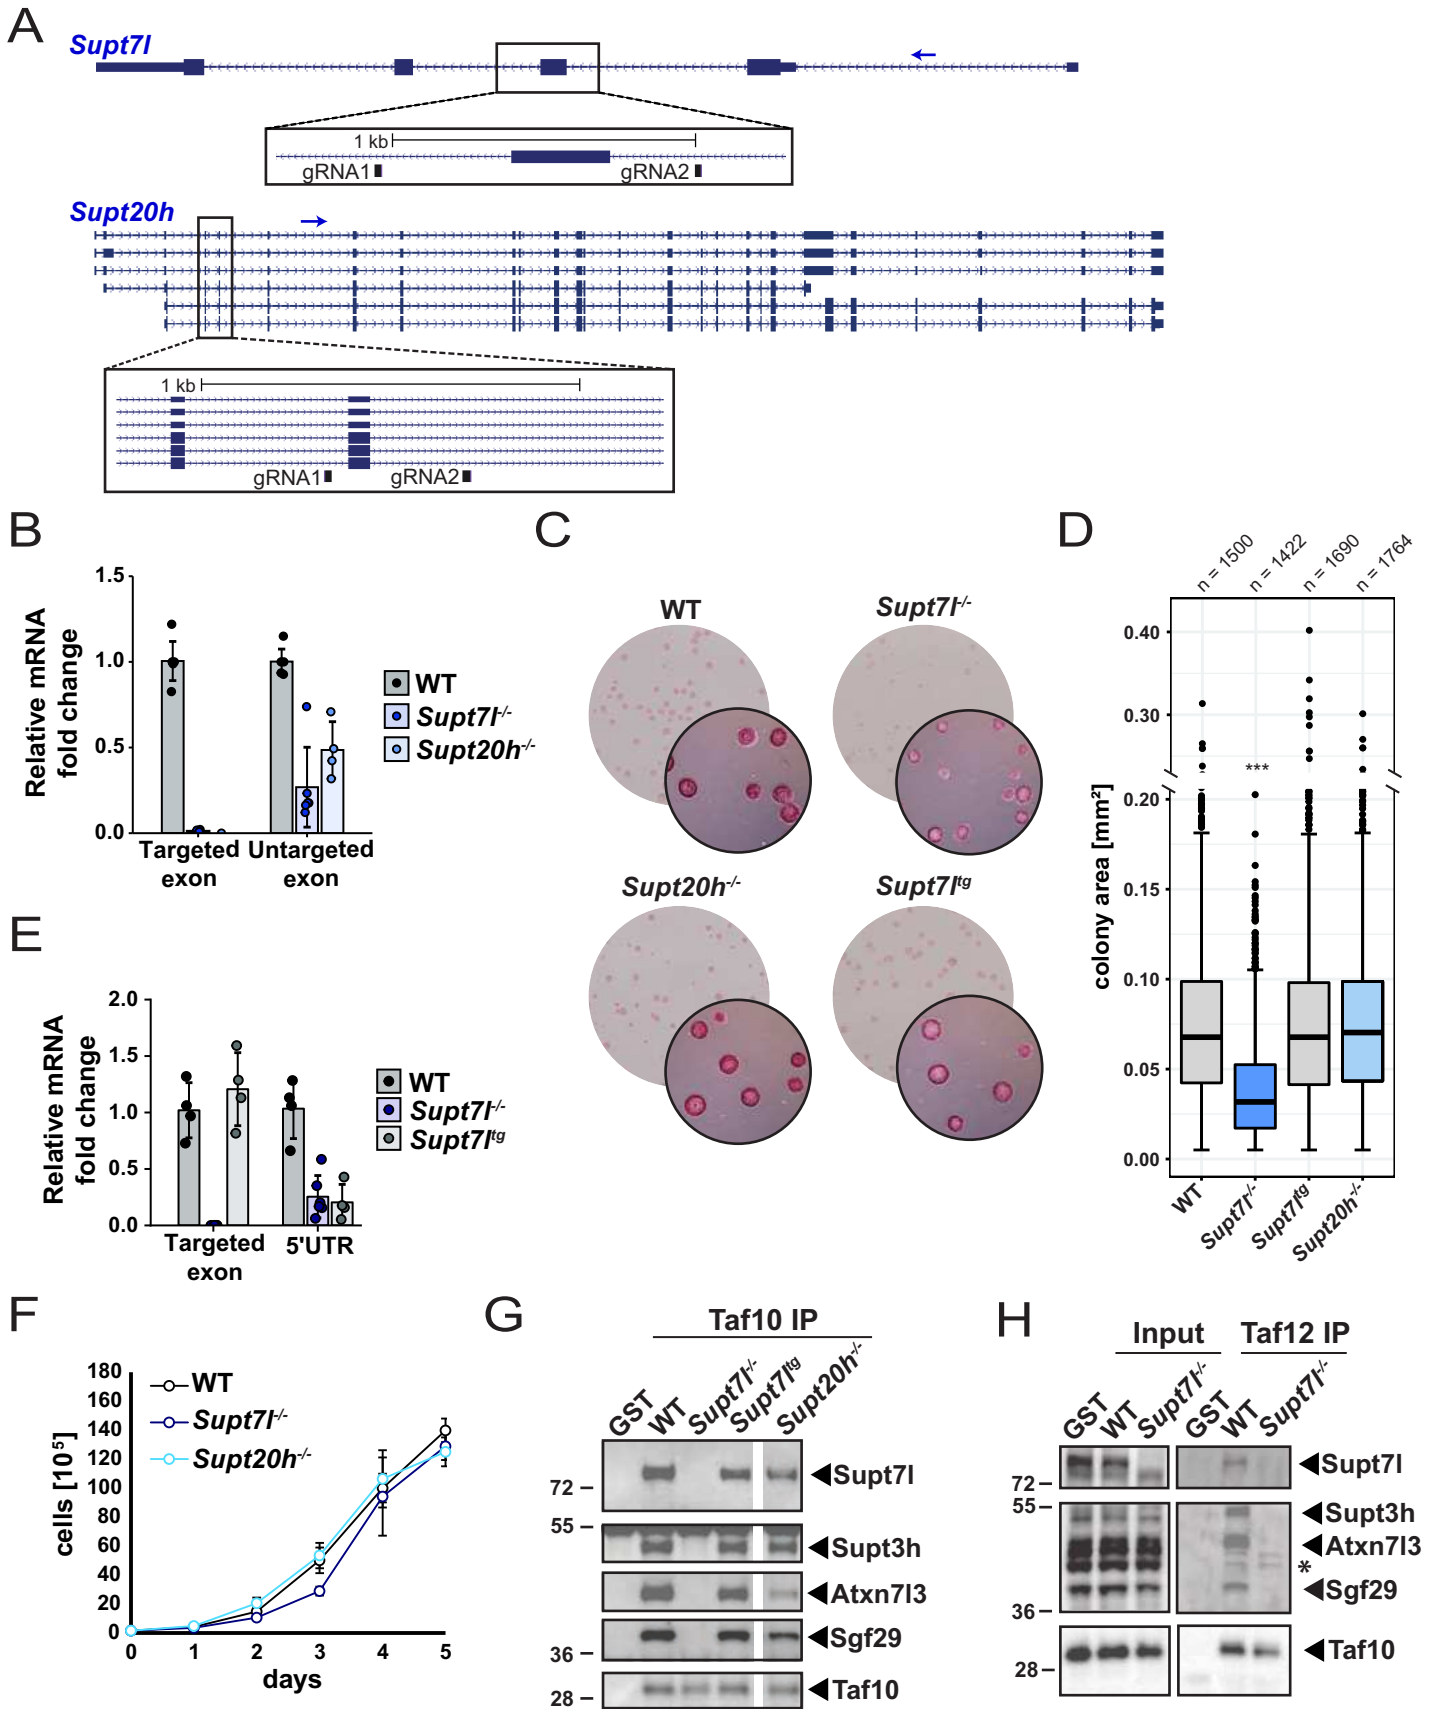 A
Supt7l
1 kb
gRNA1
gRNA2
Supt20h
1 kb
gRNA1
gRNA2
B
Relative mRNA
fold change
1.5
1.0
0.5
0.0
Targeted
exon
Untargeted
exon
WT
Supt7l-/-
Supt20h-/-
C
WT
Supt7l-/-
Supt20h-/-
Supt7ltg
D
n = 1500
n = 1422
n = 1690
n = 1764
colony area [mm²]
0.40
0.30
0.20
0.15
0.10
0.05
0.00
***
WT
Supt7l-/-
Supt7ltg
Supt20h-/-
E
Relative mRNA
fold change
2.0
1.5
1.0
0.5
0.0
Targeted
exon
5'UTR
WT
Supt7l-/-
Supt7ltg
F
cells [10⁵]
180
160
140
120
100
80
60
40
20
0
0 1 2 3 4 5
days
WT
Supt7l-/-
Supt20h-/-
G
Taf10 IP
GST
WT
Supt7l-/-
Supt7ltg
Supt20h-/-
72
55
36
28
Supt7l
Supt3h
Atxn7l3
Sgf29
Taf10
H
Input
Taf12 IP
GST
WT
Supt7l-/-
GST
WT
Supt7l-/-
72
55
36
28
Supt7l
Supt3h
Atxn7l3
*
Sgf29
Taf10